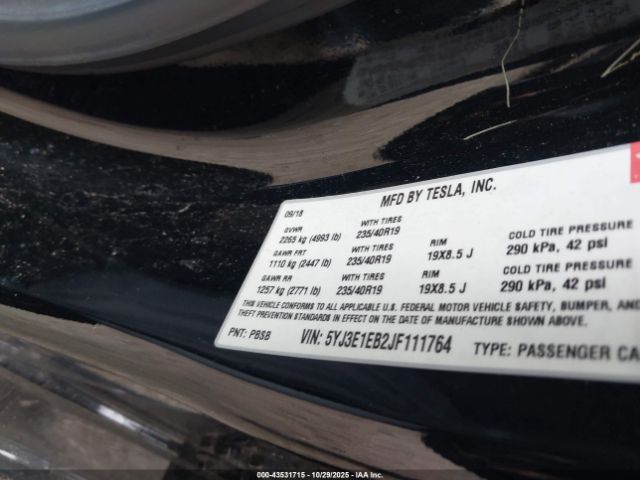 MFD BY TESLA, INC.
09/18
GVWR WITH TIRES
2265 kg (4993 lb) 235/40R19
GAWR FRT WITH TIRES RIM COLD TIRE PRESSURE
1110 kg (2447 lb) 235/40R19 19X8.5 J 290 kPa, 42 psi
GAWR RR WITH TIRES RIM COLD TIRE PRESSURE
1257 kg (2771 lb) 235/40R19 19X8.5 J 290 kPa, 42 psi
THIS VEHICLE CONFORMS TO ALL APPLICABLE U.S. FEDERAL MOTOR VEHICLE SAFETY, BUMPER, AND
THEFT PREVENTION STANDARDS IN EFFECT ON THE DATE OF MANUFACTURE SHOWN ABOVE.
PNT: PBSB VIN: 5YJ3E1EB2JF111764 TYPE: PASSENGER CA
000-43531715 | 10/29/2025 | IAAI.COM